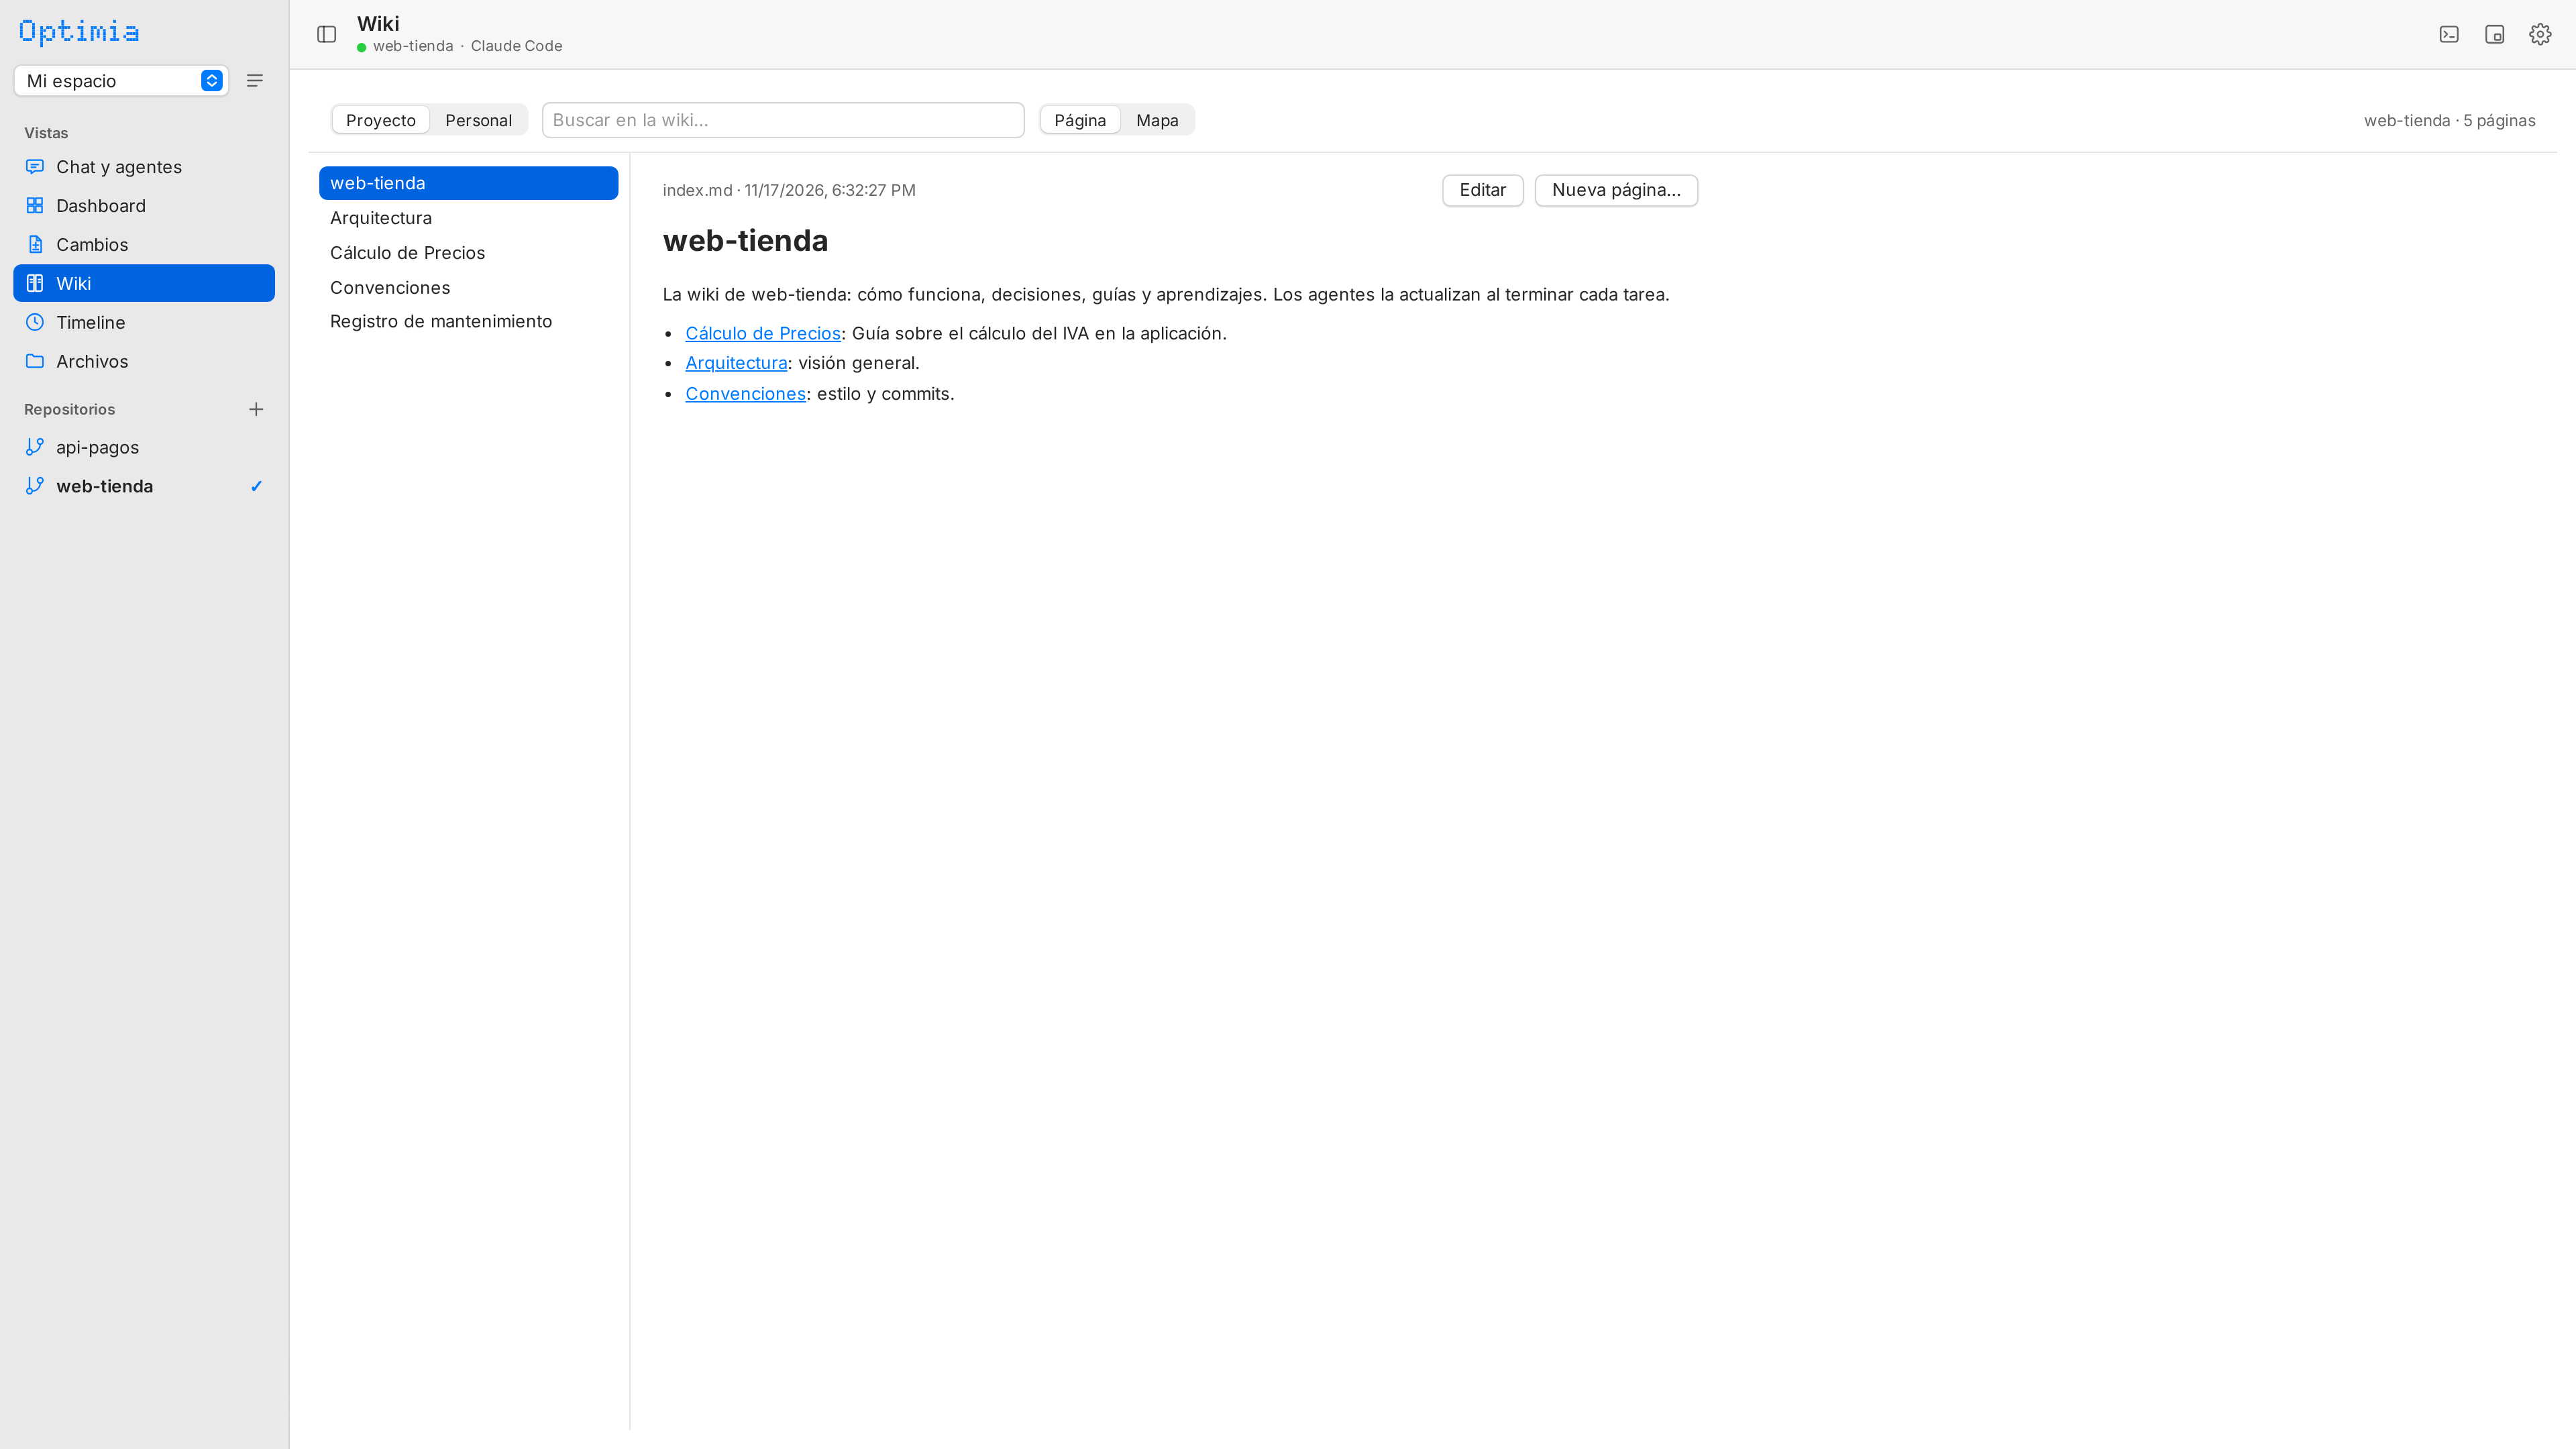 Optimia
Mi espacio
Vistas
Chat y agentes
Dashboard
Cambios
Wiki
Timeline
Archivos
Repositorios
api-pagos
web-tienda ✓
Wiki
web-tienda · Claude Code
Proyecto Personal Buscar en la wiki... Página Mapa web-tienda · 5 páginas
web-tienda
Arquitectura
Cálculo de Precios
Convenciones
Registro de mantenimiento
index.md · 11/17/2026, 6:32:27 PM Editar Nueva página...
web-tienda
La wiki de web-tienda: cómo funciona, decisiones, guías y aprendizajes. Los agentes la actualizan al terminar cada tarea.
• Cálculo de Precios: Guía sobre el cálculo del IVA en la aplicación.
• Arquitectura: visión general.
• Convenciones: estilo y commits.